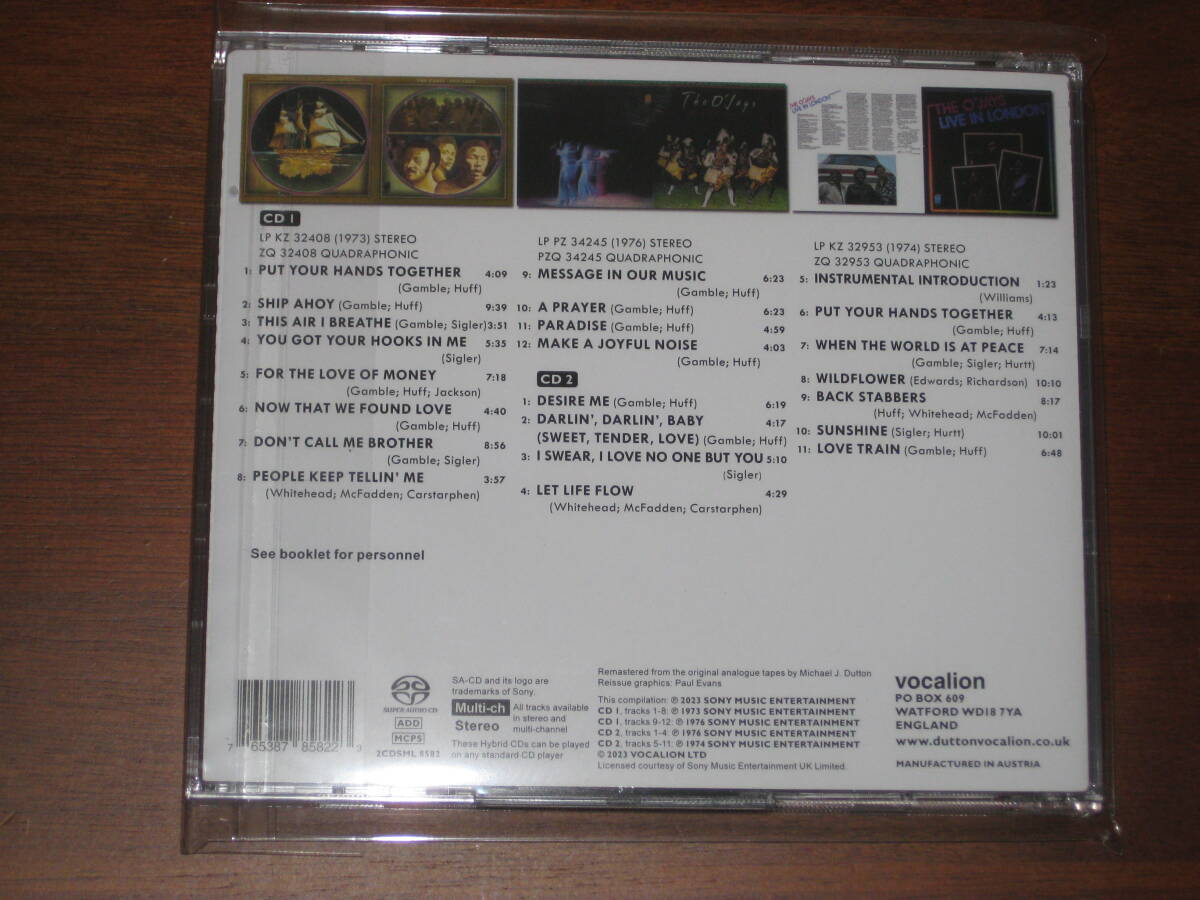 The O'Jays
THE O'JAYS
LIVE IN LONDON
THE O'JAYS
LIVE IN LONDON
CD 1
LP KZ 32408 (1973) STEREO
ZQ 32408 QUADRAPHONIC
1: PUT YOUR HANDS TOGETHER 4:09
(Gamble; Huff)
2: SHIP AHOY (Gamble; Huff) 9:39
3: THIS AIR I BREATHE (Gamble; Sigler) 3:51
4: YOU GOT YOUR HOOKS IN ME 5:35
(Sigler)
5: FOR THE LOVE OF MONEY 7:18
(Gamble; Huff; Jackson)
6: NOW THAT WE FOUND LOVE 4:40
(Gamble; Huff)
7: DON'T CALL ME BROTHER 8:56
(Gamble; Sigler)
8: PEOPLE KEEP TELLIN' ME 3:57
(Whitehead; McFadden; Carstarphen)
LP PZ 34245 (1976) STEREO
PZQ 34245 QUADRAPHONIC
9: MESSAGE IN OUR MUSIC 6:23
(Gamble; Huff)
10: A PRAYER (Gamble; Huff) 6:23
11: PARADISE (Gamble; Huff) 4:59
12: MAKE A JOYFUL NOISE 4:03
(Gamble; Huff)
CD 2
1: DESIRE ME (Gamble; Huff) 6:19
2: DARLIN', DARLIN', BABY 4:17
(SWEET, TENDER, LOVE) (Gamble; Huff)
3: I SWEAR, I LOVE NO ONE BUT YOU 5:10
(Sigler)
4: LET LIFE FLOW 4:29
(Whitehead; McFadden; Carstarphen)
LP KZ 32953 (1974) STEREO
ZQ 32953 QUADRAPHONIC
5: INSTRUMENTAL INTRODUCTION 1:23
(Williams)
6: PUT YOUR HANDS TOGETHER 4:13
(Gamble; Huff)
7: WHEN THE WORLD IS AT PEACE 7:14
(Gamble; Sigler; Hurtt)
8: WILDFLOWER (Edwards; Richardson) 10:10
9: BACK STABBERS 8:17
(Huff; Whitehead; McFadden)
10: SUNSHINE (Sigler; Hurtt) 10:01
11: LOVE TRAIN (Gamble; Huff) 6:48
See booklet for personnel
7 65387 85822 3
SUPER AUDIO CD
ADD
MCPS
2CDSML 8582
SA-CD and its logo are
trademarks of Sony.
Multi-ch
Stereo
All tracks available
in stereo and
multi-channel
These Hybrid CDs can be played
on any standard CD player
Remastered from the original analogue tapes by Michael J. Dutton
Reissue graphics: Paul Evans
This compilation: ℗ 2023 SONY MUSIC ENTERTAINMENT
CD 1, tracks 1-8: ℗ 1973 SONY MUSIC ENTERTAINMENT
CD 1, tracks 9-12: ℗ 1976 SONY MUSIC ENTERTAINMENT
CD 2, tracks 1-4: ℗ 1976 SONY MUSIC ENTERTAINMENT
CD 2, tracks 5-11: ℗ 1974 SONY MUSIC ENTERTAINMENT
© 2023 VOCALION LTD
Licensed courtesy of Sony Music Entertainment UK Limited.
vocalion
PO BOX 609
WATFORD WD18 7YA
ENGLAND
www.duttonvocalion.co.uk
MANUFACTURED IN AUSTRIA